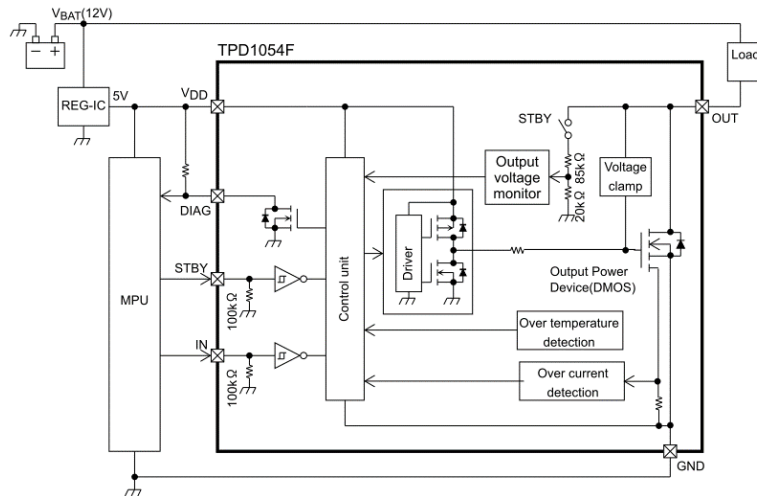 VBAT(12V)
− +
TPD1054F
Load
REG-IC
5V
VDD
OUT
STBY
85kΩ
20kΩ
Output
voltage
monitor
Voltage
clamp
DIAG
STBY
MPU
100kΩ
Control unit
Driver
Output Power
Device(DMOS)
IN
100kΩ
Over temperature
detection
Over current
detection
GND